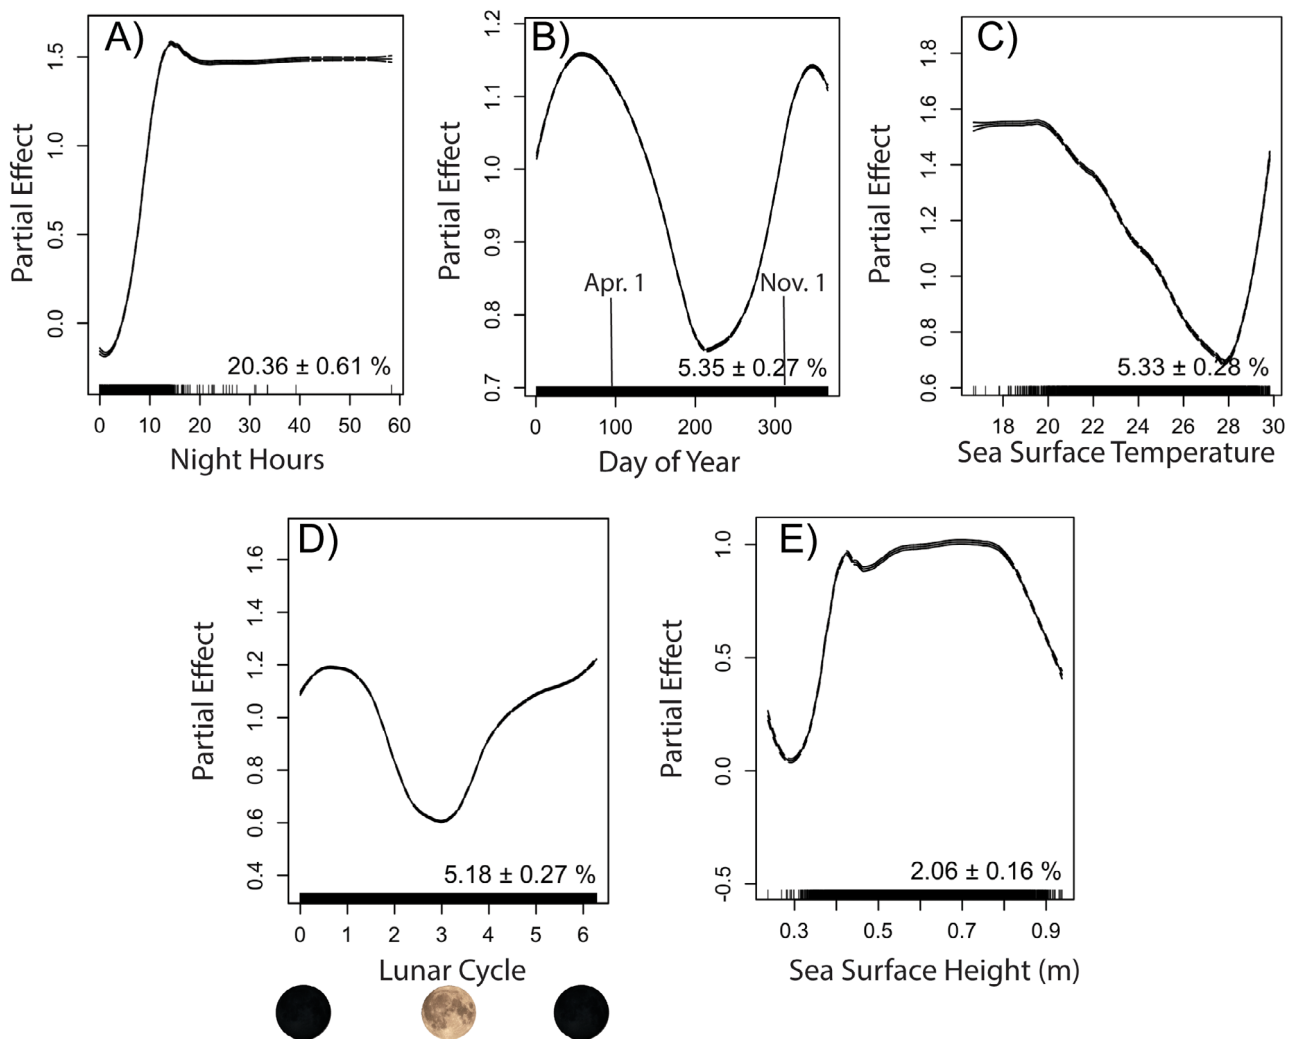 A)
Partial Effect
1.5
1.0
0.5
0.0
20.36 ± 0.61 %
0 10 20 30 40 50 60
Night Hours
B)
Partial Effect
1.2
1.1
1.0
0.9
0.8
0.7
Apr. 1
Nov. 1
5.35 ± 0.27 %
0 100 200 300
Day of Year
C)
Partial Effect
1.8
1.6
1.4
1.2
1.0
0.8
0.6
5.33 ± 0.28 %
18 20 22 24 26 28 30
Sea Surface Temperature
D)
Partial Effect
1.6
1.4
1.2
1.0
0.8
0.6
0.4
5.18 ± 0.27 %
0 1 2 3 4 5 6
Lunar Cycle
E)
Partial Effect
1.0
0.5
0.0
-0.5
2.06 ± 0.16 %
0.3 0.5 0.7 0.9
Sea Surface Height (m)